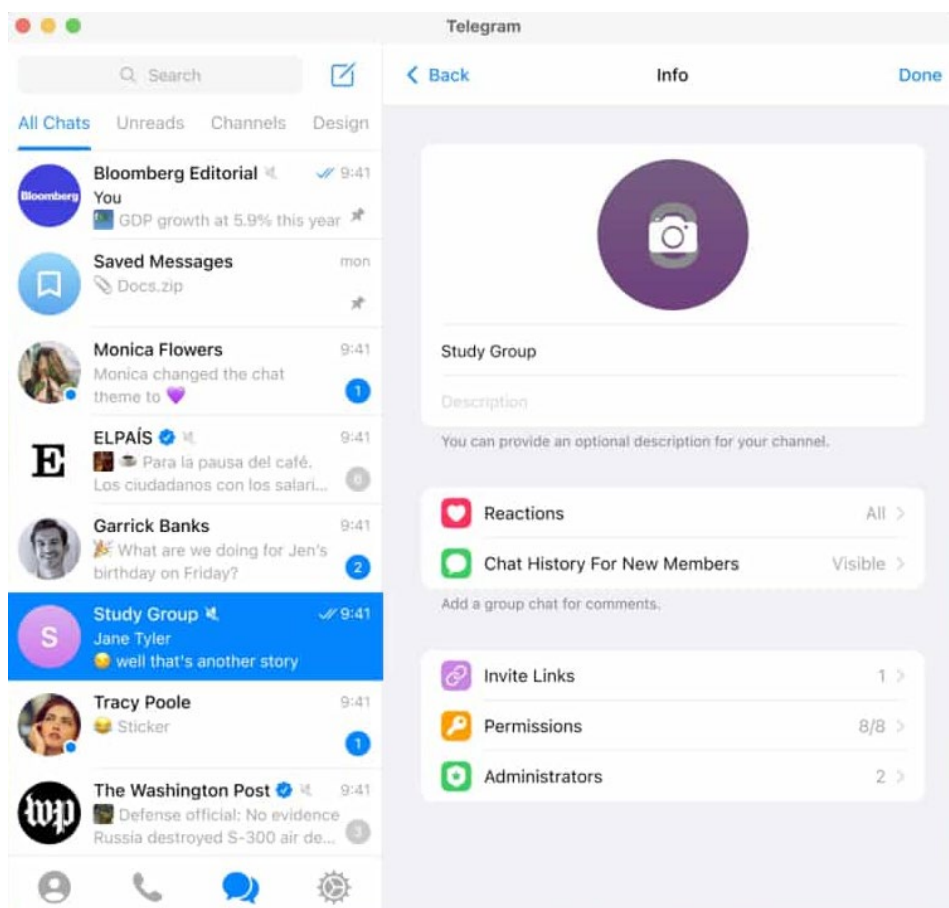 Telegram
Search
All Chats Unreads Channels Design
Bloomberg
Bloomberg Editorial 9:41
You
GDP growth at 5.9% this year
Saved Messages mon
Docs.zip
Monica Flowers 9:41
Monica changed the chat
theme to 💜 1
E
ELPAÍS 9:41
Para la pausa del café.
Los ciudadanos con los salari... 6
Garrick Banks 9:41
🎉 What are we doing for Jen's
birthday on Friday? 2
S
Study Group 9:41
Jane Tyler
well that's another story
Tracy Poole 9:41
😂 Sticker
1
wp
The Washington Post 9:41
Defense official: No evidence
Russia destroyed S-300 air de... 3
Back Info Done
Study Group
Description
You can provide an optional description for your channel.
Reactions All
Chat History For New Members Visible
Add a group chat for comments.
Invite Links 1
Permissions 8/8
Administrators 2